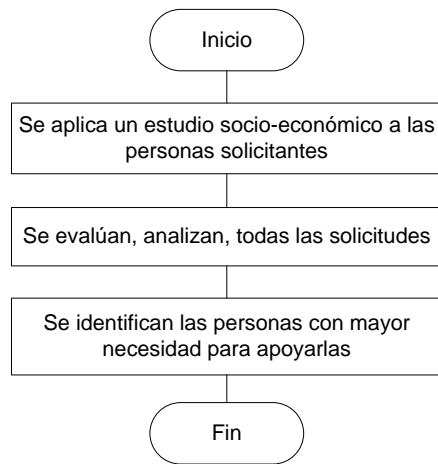 Inicio
Se aplica un estudio socio-económico a las
personas solicitantes
Se evalúan, analizan, todas las solicitudes
Se identifican las personas con mayor
necesidad para apoyarlas
Fin